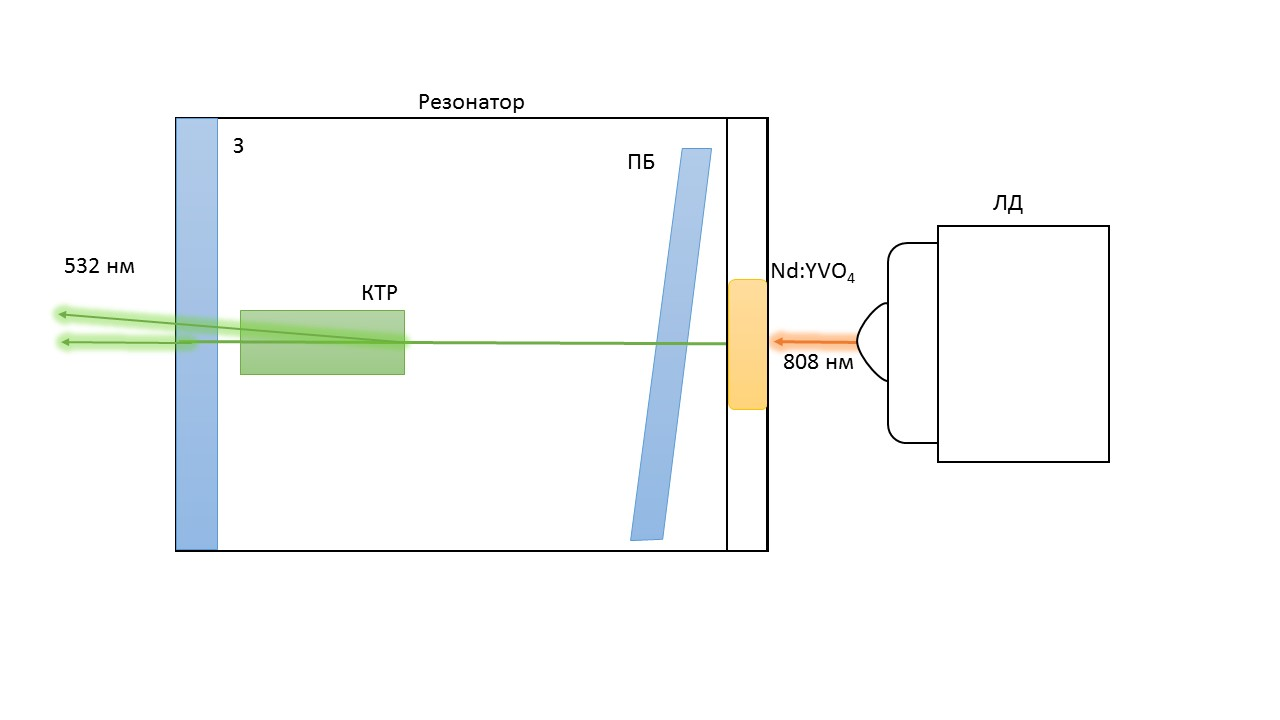 Резонатор
З
ПБ
ЛД
532 нм
Nd:YVO₄
КТР
808 нм